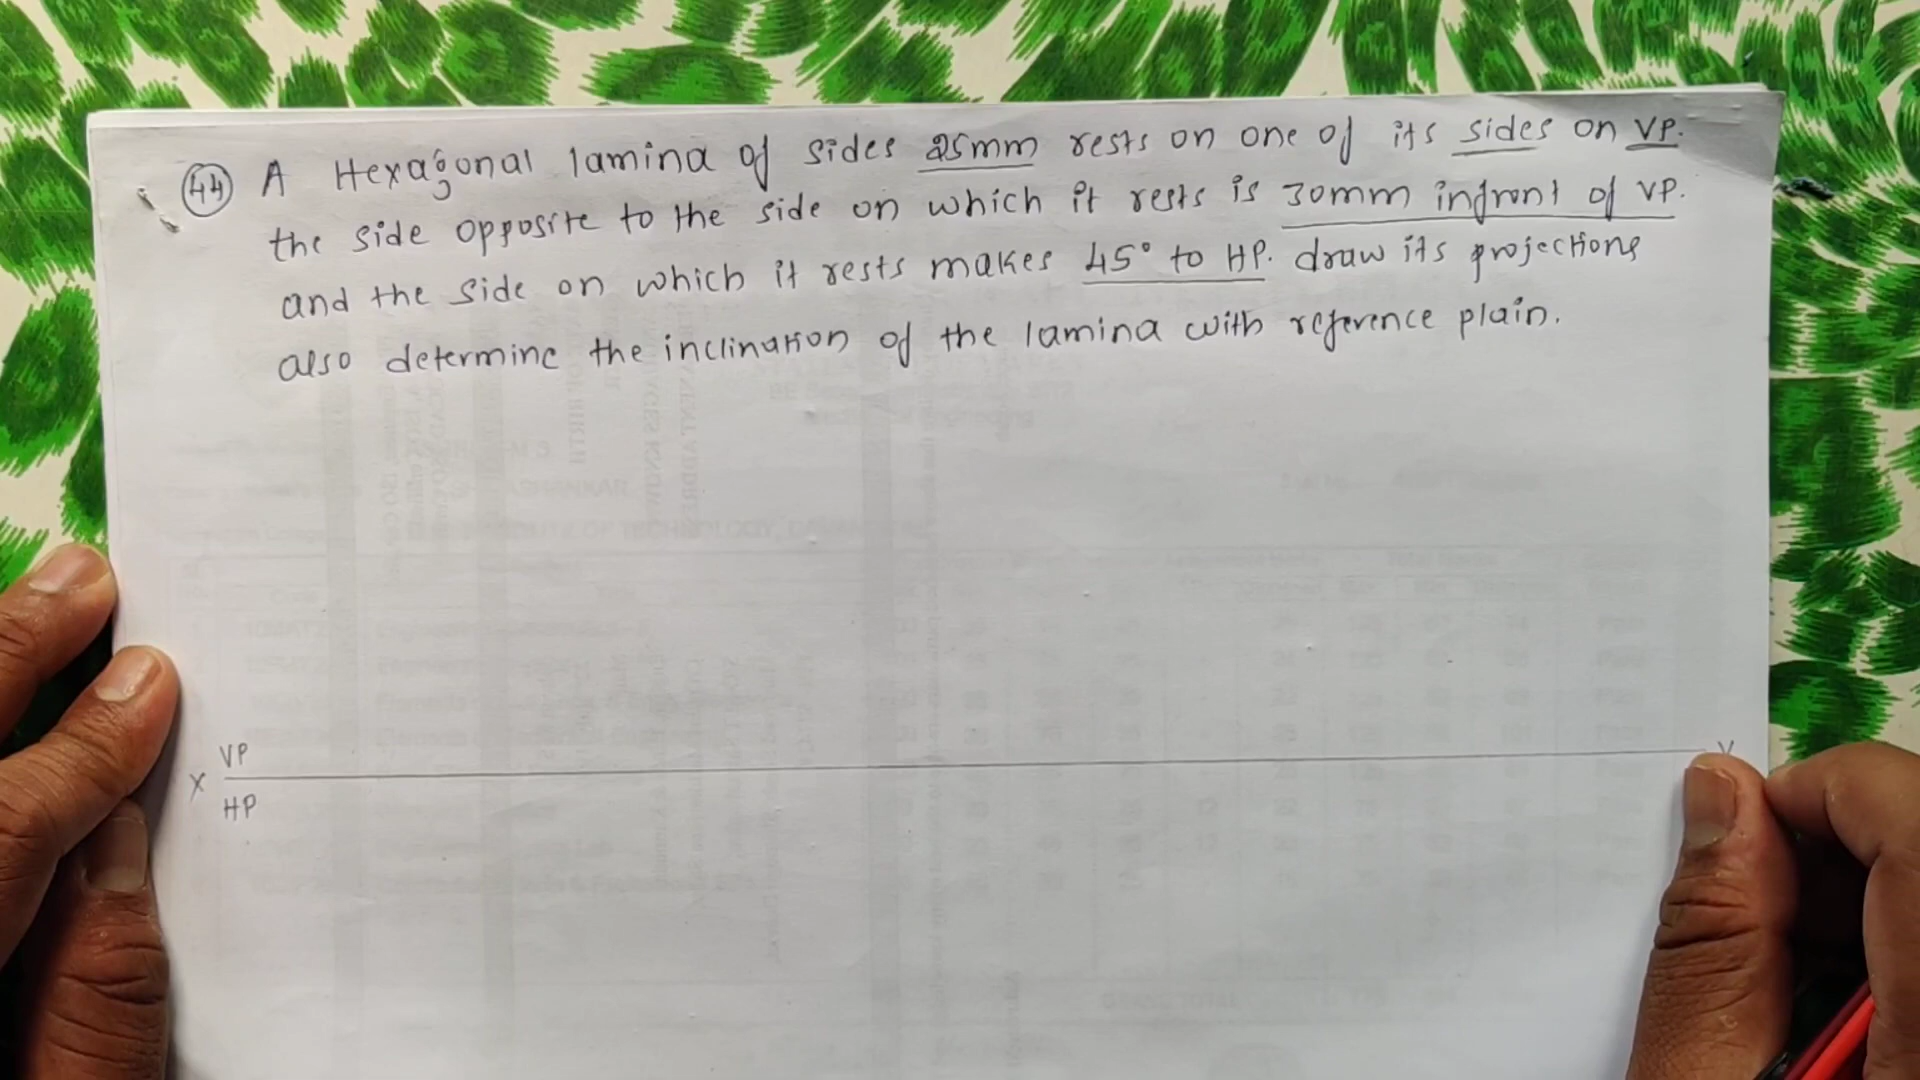 44 A Hexagonal lamina of sides 25mm rests on one of its sides on VP.
the side opposite to the side on which it rests is 30mm infront of VP.
and the side on which it rests makes 45° to HP. draw its projections
also determine the inclination of the lamina with reference plain.
VP
X Y
HP